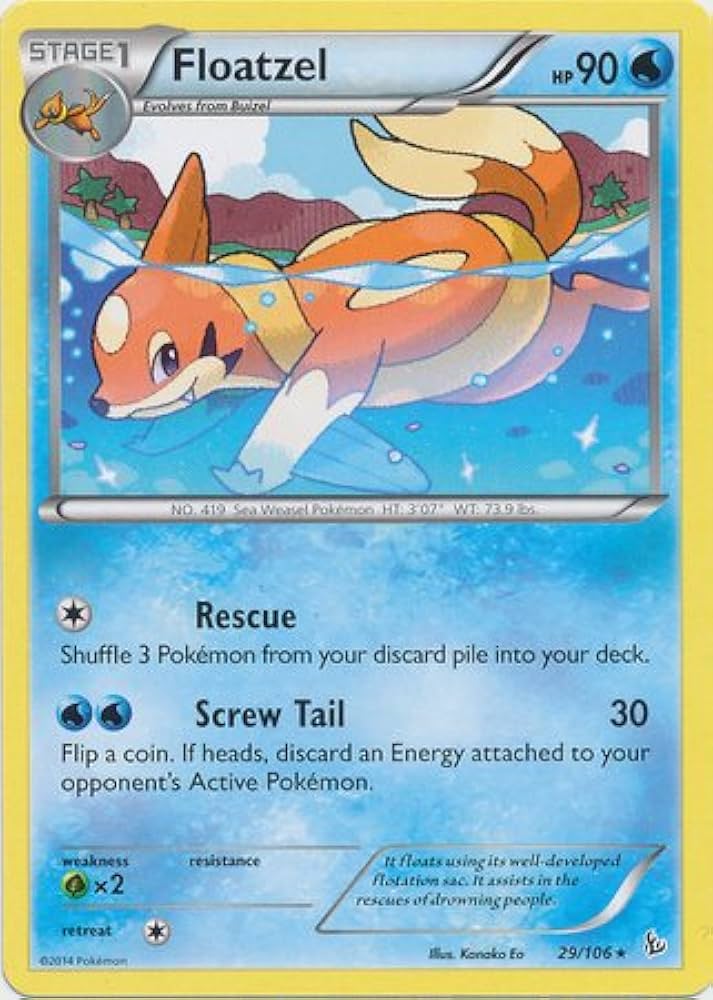 STAGE1
Floatzel
HP 90
Evolves from Buizel
NO. 419 Sea Weasel Pokémon HT: 3'07" WT: 73.9 lbs.
Rescue
Shuffle 3 Pokémon from your discard pile into your deck.
Screw Tail 30
Flip a coin. If heads, discard an Energy attached to your
opponent's Active Pokémon.
weakness resistance
×2
It floats using its well-developed
flotation sac. It assists in the
rescues of drowning people.
retreat
Illus. Kanako Eo 29/106 ★
©2014 Pokémon